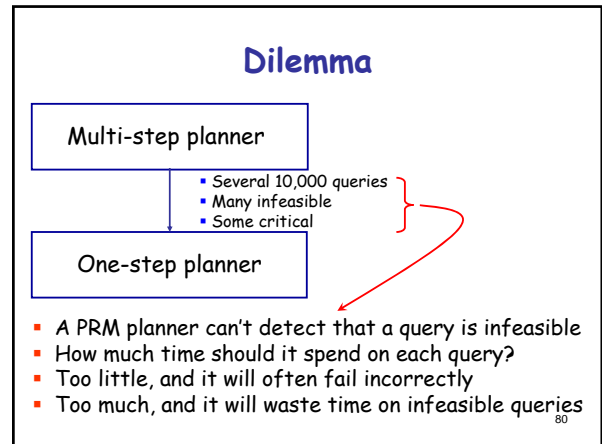 Dilemma
Multi-step planner
▪ Several 10,000 queries
▪ Many infeasible
▪ Some critical
One-step planner
▪ A PRM planner can't detect that a query is infeasible
▪ How much time should it spend on each query?
▪ Too little, and it will often fail incorrectly
▪ Too much, and it will waste time on infeasible queries
80